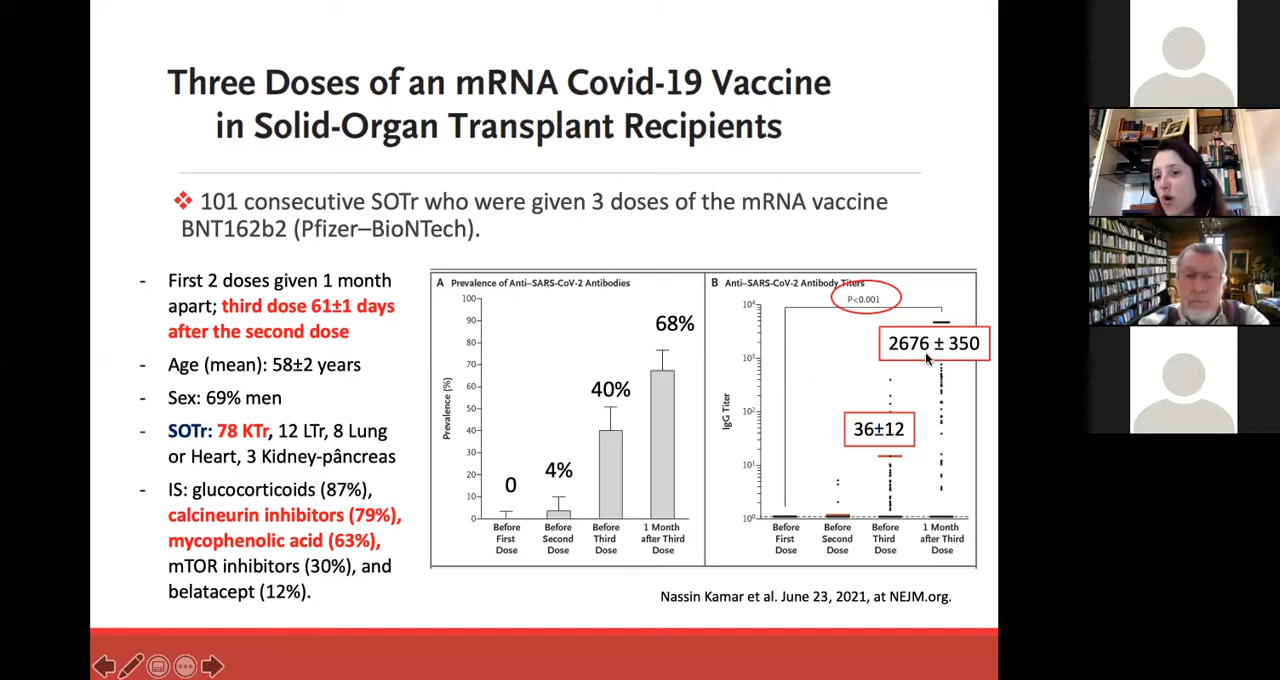 Three Doses of an mRNA Covid-19 Vaccine
in Solid-Organ Transplant Recipients
❖ 101 consecutive SOTr who were given 3 doses of the mRNA vaccine
BNT162b2 (Pfizer–BioNTech).
- First 2 doses given 1 month
apart; third dose 61±1 days
after the second dose
- Age (mean): 58±2 years
- Sex: 69% men
- SOTr: 78 KTr, 12 LTr, 8 Lung
or Heart, 3 Kidney-pâncreas
- IS: glucocorticoids (87%),
calcineurin inhibitors (79%),
mycophenolic acid (63%),
mTOR inhibitors (30%), and
belatacept (12%).
A Prevalence of Anti–SARS-CoV-2 Antibodies
Prevalence (%)
100
90
80
70
60
50
40
30
20
10
0
0
4%
40%
68%
Before
First
Dose
Before
Second
Dose
Before
Third
Dose
1 Month
after Third
Dose
B Anti–SARS-CoV-2 Antibody Titers
P<0.001
IgG Titer
10⁴
10³
10²
10¹
10⁰
2676 ± 350
36±12
Before
First
Dose
Before
Second
Dose
Before
Third
Dose
1 Month
after Third
Dose
Nassin Kamar et al. June 23, 2021, at NEJM.org.